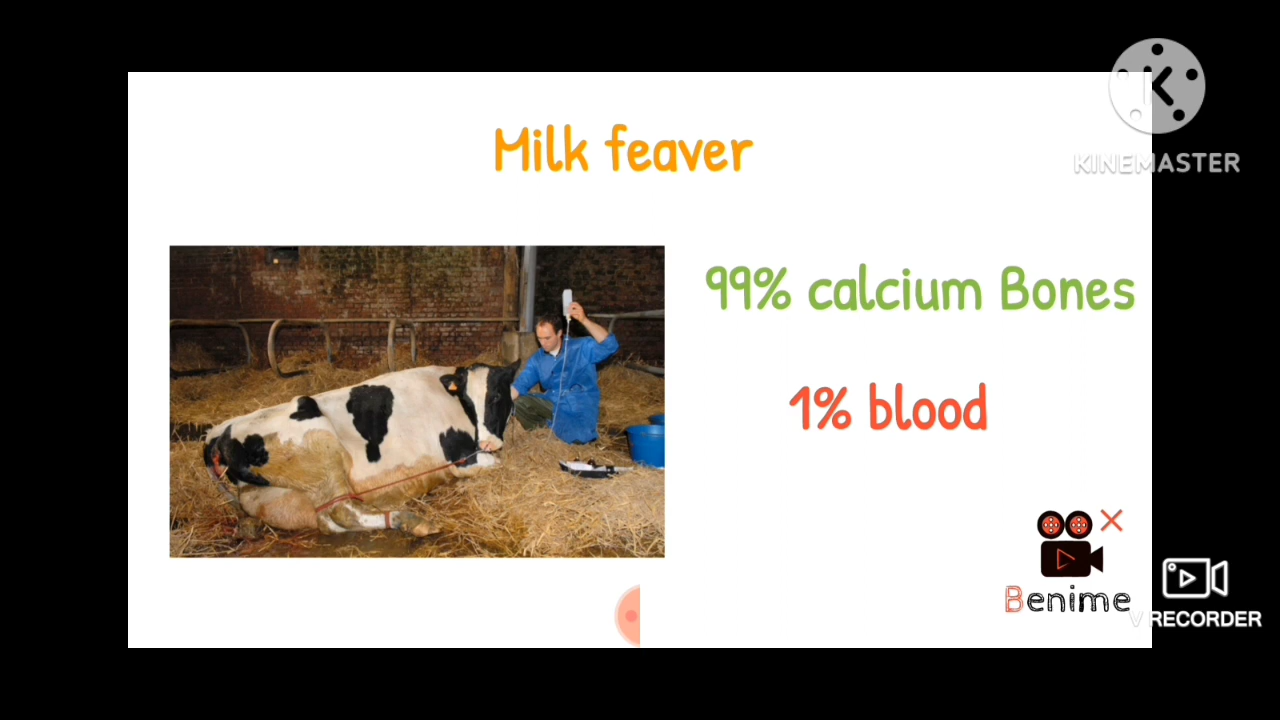 Milk feaver
KINEMASTER
99% calcium Bones
1% blood
Benime
V RECORDER